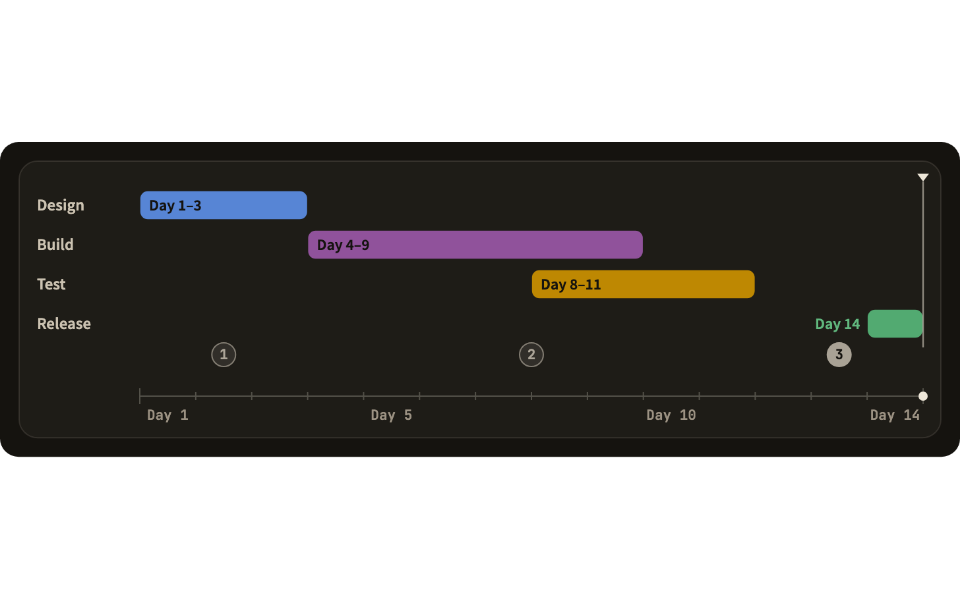 Design
Day 1–3
Build
Day 4–9
Test
Day 8–11
Release
Day 14
1
2
3
Day 1
Day 5
Day 10
Day 14